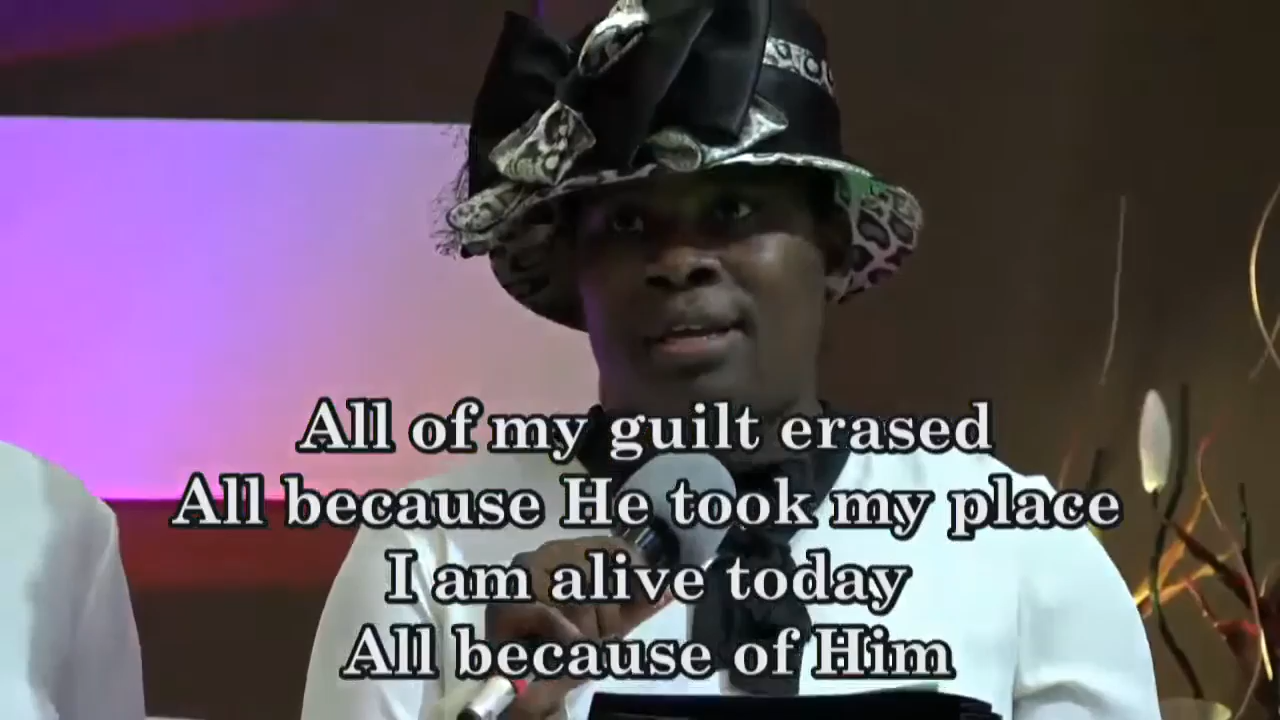 All of my guilt erased
All because He took my place
I am alive today
All because of Him